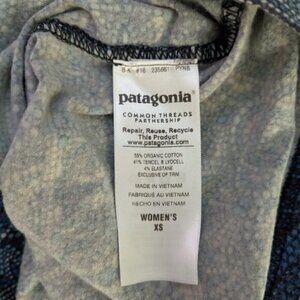 patagonia®
COMMON THREADS
PARTNERSHIP
Repair, Reuse, Recycle
This Product
www.patagonia.com
55% ORGANIC COTTON
41% TENCEL® LYOCELL
4% ELASTANE
EXCLUSIVE OF TRIM
MADE IN VIETNAM
FABRIQUÉ AU VIETNAM
HECHO EN VIETNAM
WOMEN'S
XS